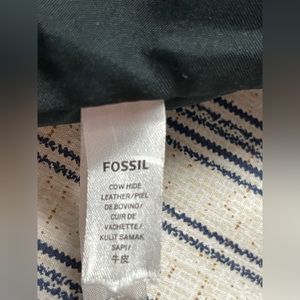 FOSSIL
COW HIDE
LEATHER/PIEL
DE BOVINO/
CUIR DE
VACHETTE/
KULIT SAMAK
SAPI/
牛皮